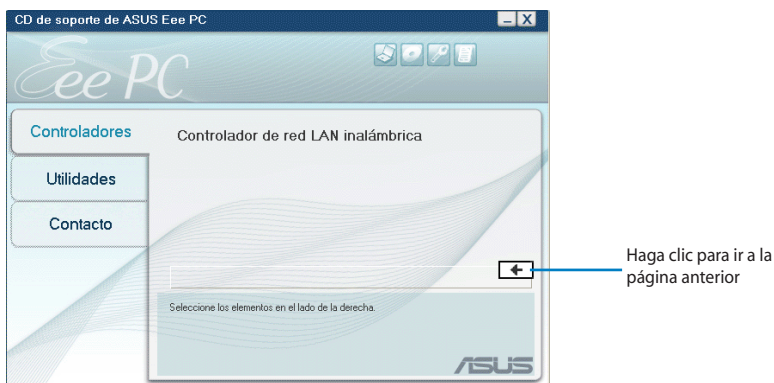 CD de soporte de ASUS Eee PC
Eee PC
Controladores
Controlador de red LAN inalámbrica
Utilidades
Contacto
Haga clic para ir a la
página anterior
Seleccione los elementos en el lado de la derecha.
ASUS